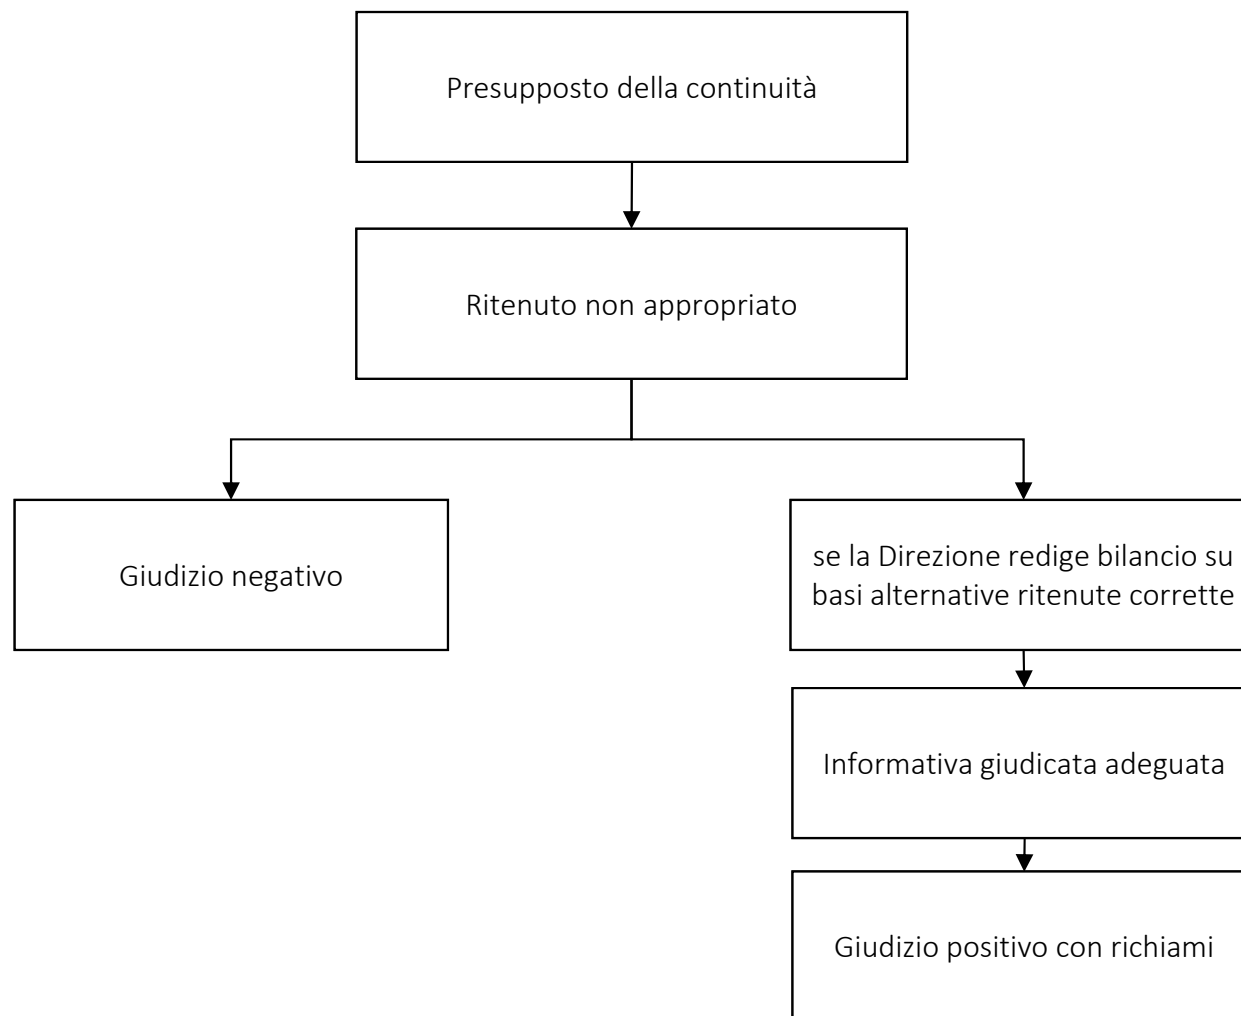 Presupposto della continuità
Ritenuto non appropriato
Giudizio negativo
se la Direzione redige bilancio su
basi alternative ritenute corrette
Informativa giudicata adeguata
Giudizio positivo con richiami